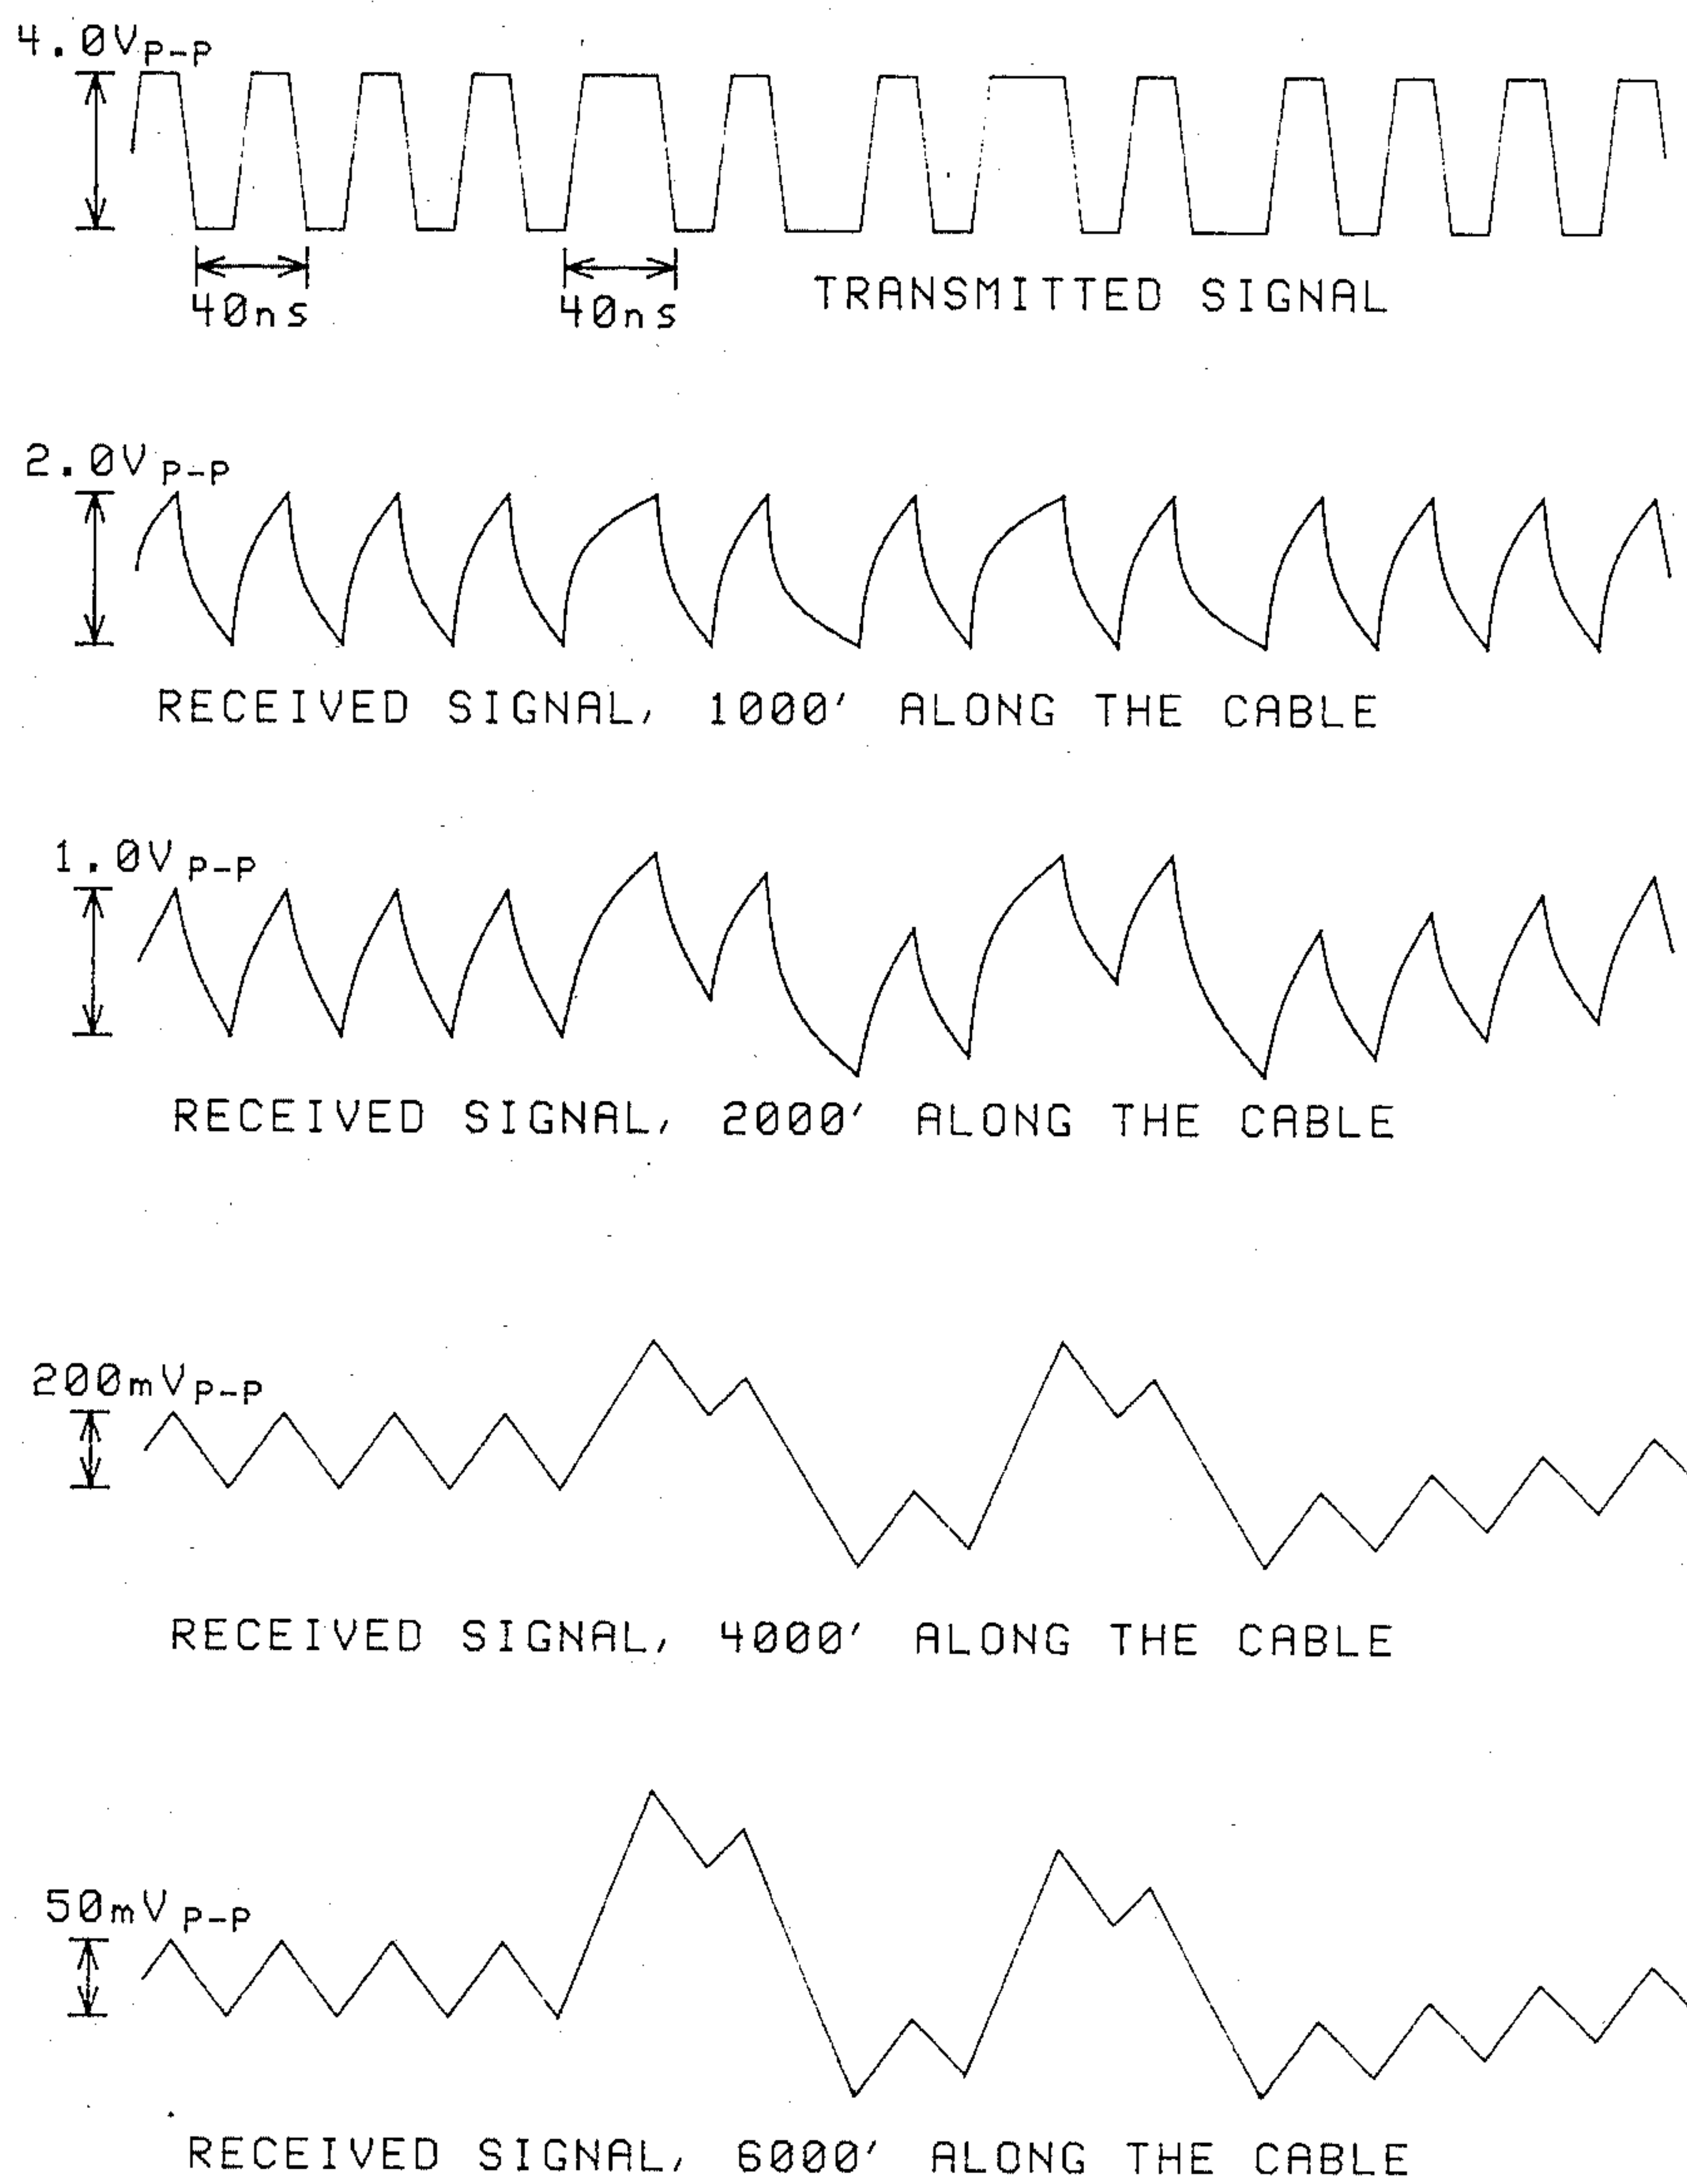 4.0Vp-p
40ns 40ns TRANSMITTED SIGNAL
2.0Vp-p
RECEIVED SIGNAL, 1000' ALONG THE CABLE
1.0Vp-p
RECEIVED SIGNAL, 2000' ALONG THE CABLE
200mVp-p
RECEIVED SIGNAL, 4000' ALONG THE CABLE
50mVp-p
RECEIVED SIGNAL, 6000' ALONG THE CABLE